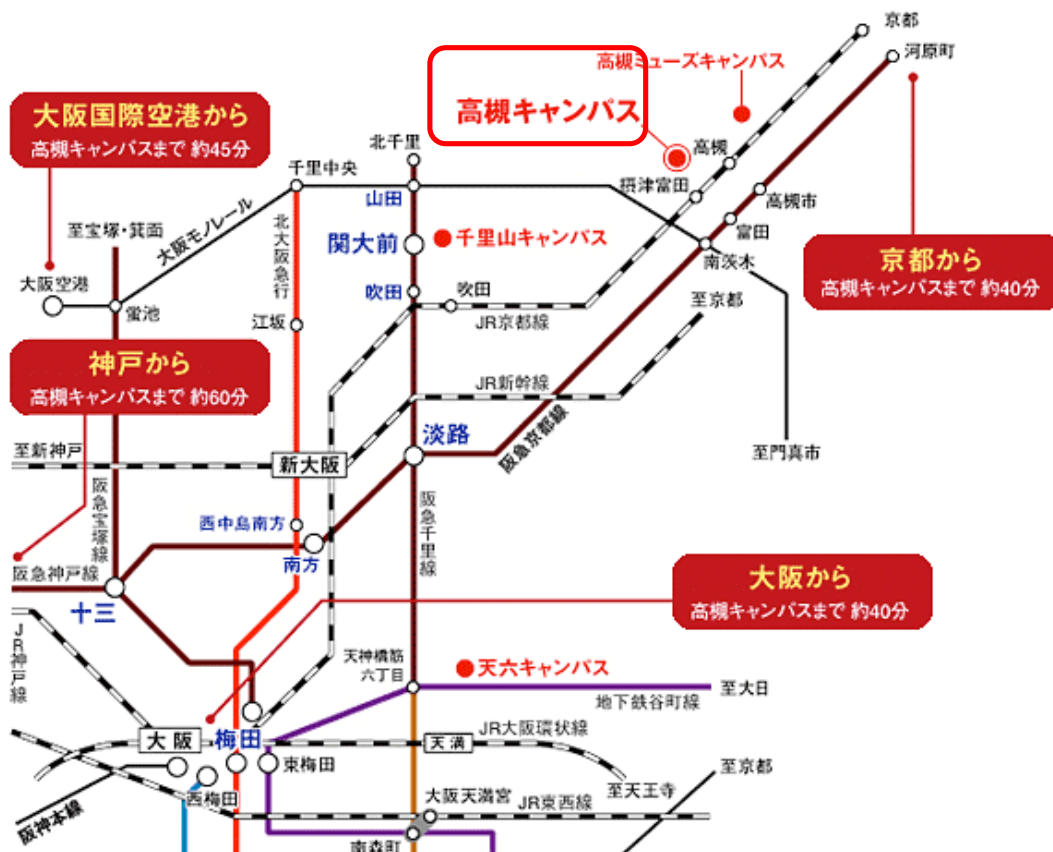 京都
河原町
高槻ミューズキャンパス
大阪国際空港から
高槻キャンパスまで 約45分
高槻キャンパス
北千里
高槻
千里中央
摂津富田
山田
高槻市
至宝塚・箕面
大阪モノレール
北大阪急行
関大前
千里山キャンパス
富田
南茨木
京都から
高槻キャンパスまで 約40分
大阪空港
吹田
吹田
至京都
蛍池
江坂
JR京都線
神戸から
高槻キャンパスまで 約60分
JR新幹線
淡路
阪急京都線
至新神戸
新大阪
至門真市
阪急宝塚線
阪急千里線
西中島南方
南方
阪急神戸線
大阪から
高槻キャンパスまで 約40分
十三
JR神戸線
天神橋筋
六丁目
天六キャンパス
至大日
地下鉄谷町線
大阪
梅田
JR大阪環状線
天満
東梅田
至京都
西梅田
大阪天満宮
至天王寺
JR東西線
阪神本線
南森町